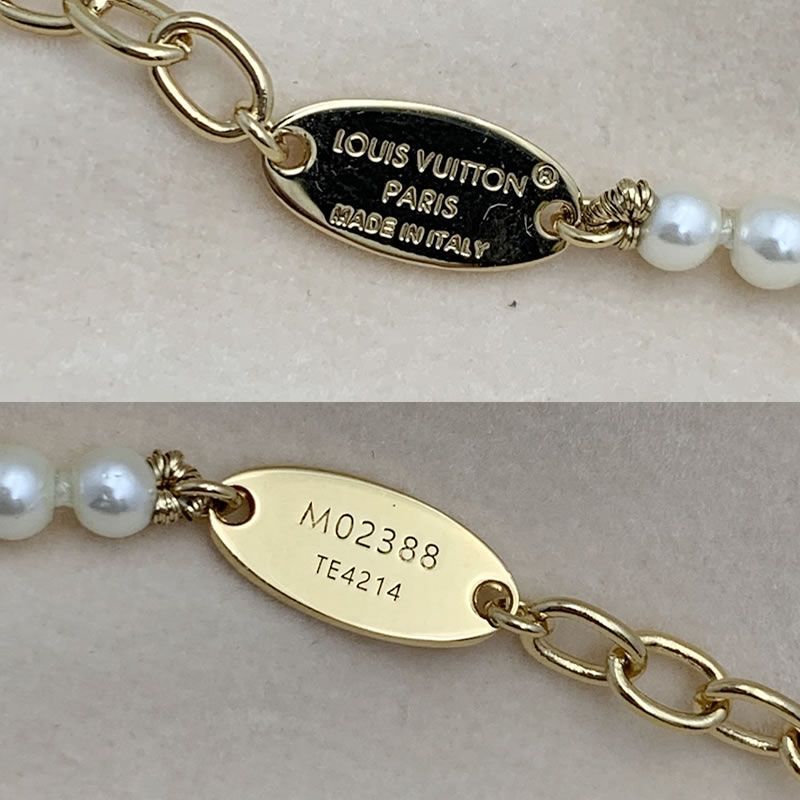 LOUIS VUITTON®
PARIS
MADE IN ITALY
M02388
TE4214